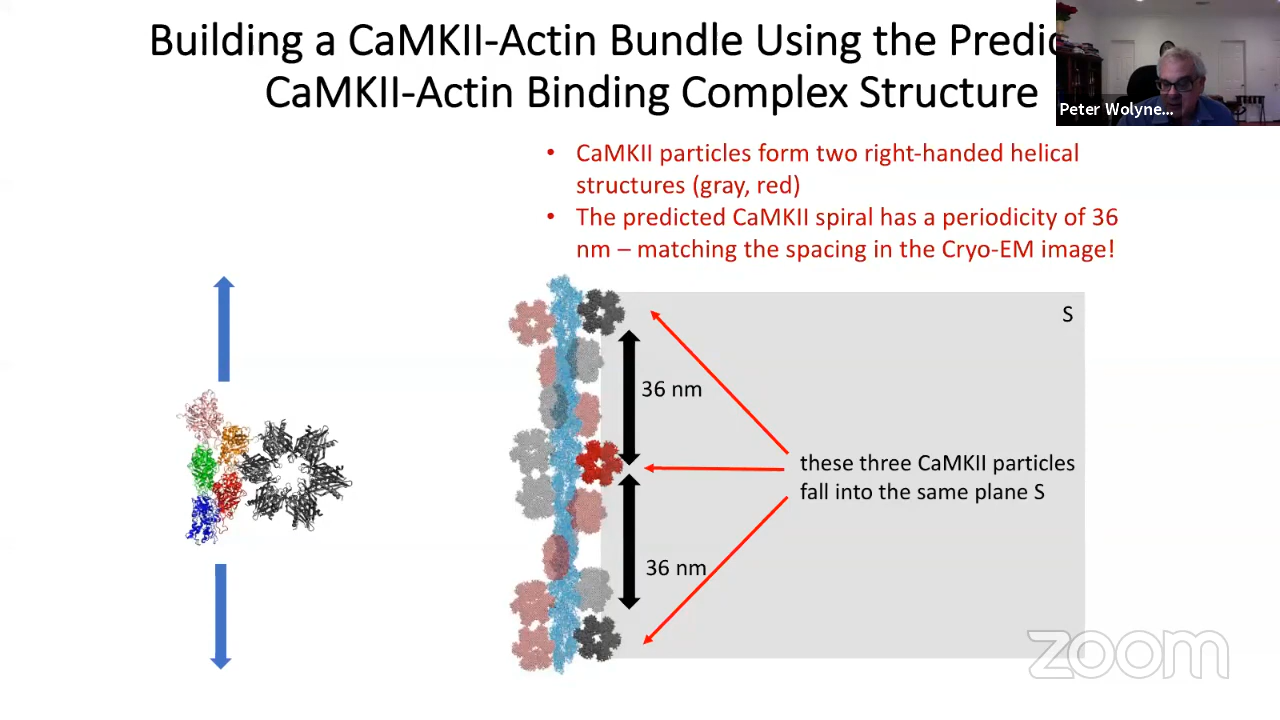 Building a CaMKII-Actin Bundle Using the Predic
CaMKII-Actin Binding Complex Structure
Peter Wolyne...
• CaMKII particles form two right-handed helical
structures (gray, red)
• The predicted CaMKII spiral has a periodicity of 36
nm – matching the spacing in the Cryo-EM image!
S
36 nm
these three CaMKII particles
fall into the same plane S
36 nm
zoom